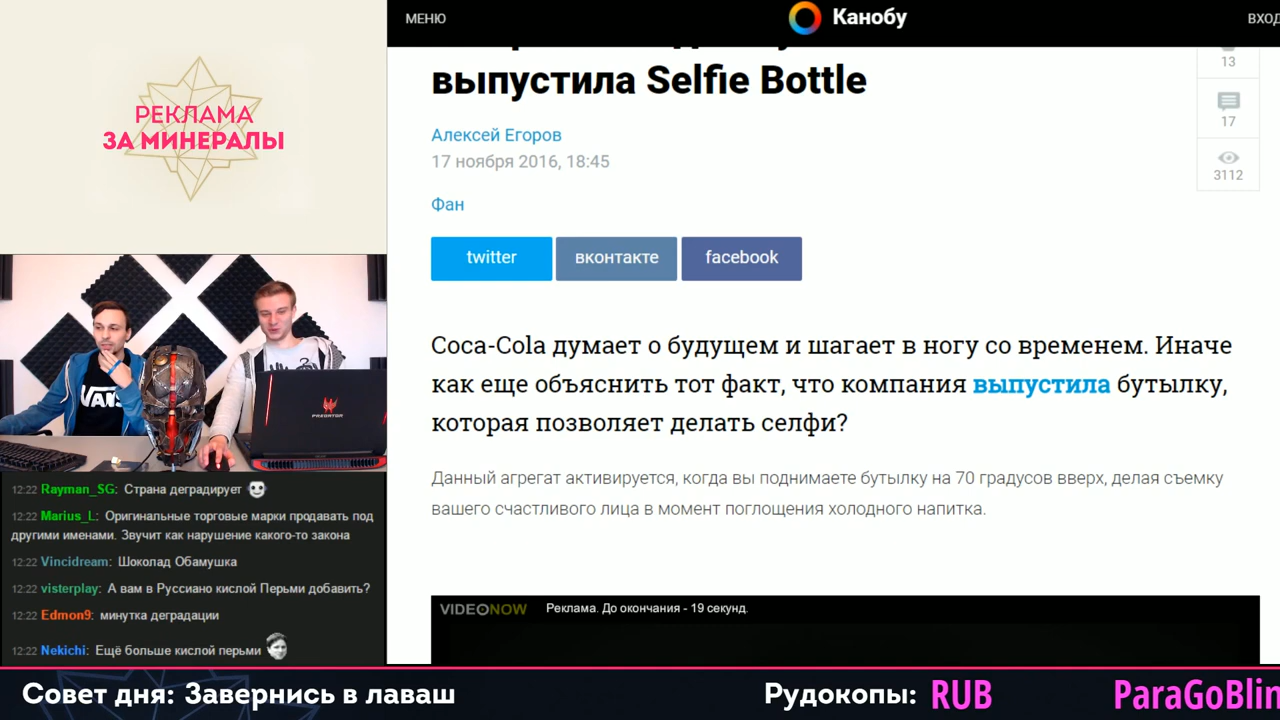 МЕНЮ
Канобу
ВХОД
РЕКЛАМА
ЗА МИНЕРАЛЫ
выпустила Selfie Bottle
13
17
3112
Алексей Егоров
17 ноября 2016, 18:45
Фан
twitter
вконтакте
facebook
Coca-Cola думает о будущем и шагает в ногу со временем. Иначе
как еще объяснить тот факт, что компания выпустила бутылку,
которая позволяет делать селфи?
Данный агрегат активируется, когда вы поднимаете бутылку на 70 градусов вверх, делая съемку
вашего счастливого лица в момент поглощения холодного напитка.
VIDEONOW
Реклама. До окончания - 19 секунд.
VANS
PREDATOR
12:22 Rayman_SG: Страна деградирует
12:22 Marius_L: Оригинальные торговые марки продавать под
другими именами. Звучит как нарушение какого-то закона
12:22 Vincidream: Шоколад Обамушка
12:22 visterplay: А вам в Руссиано кислой Перьми добавить?
12:22 Edmon9: минутка деградации
12:22 Nekichi: Ещё больше кислой перьми
Совет дня: Завернись в лаваш
Рудокопы: RUB
ParaGoBlin